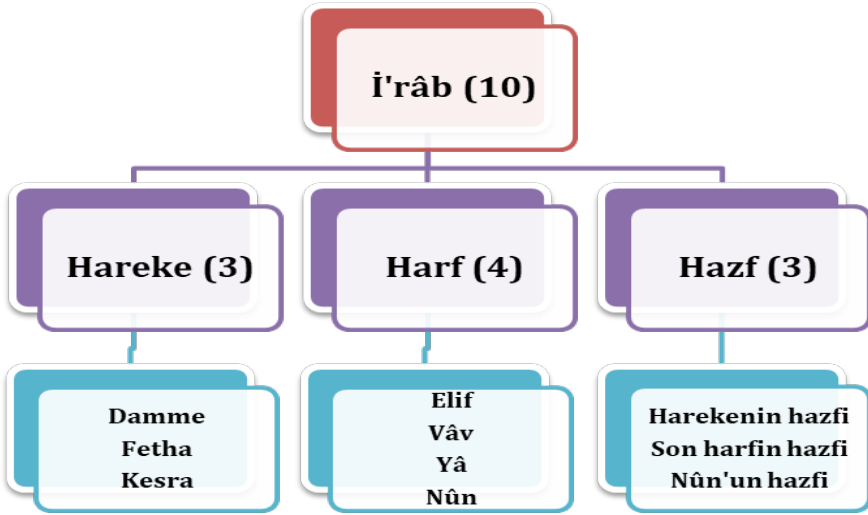 İ'râb (10)
Hareke (3)
Harf (4)
Hazf (3)
Damme
Fetha
Kesra
Elif
Vâv
Yâ
Nûn
Harekenin hazfi
Son harfin hazfi
Nûn'un hazfi